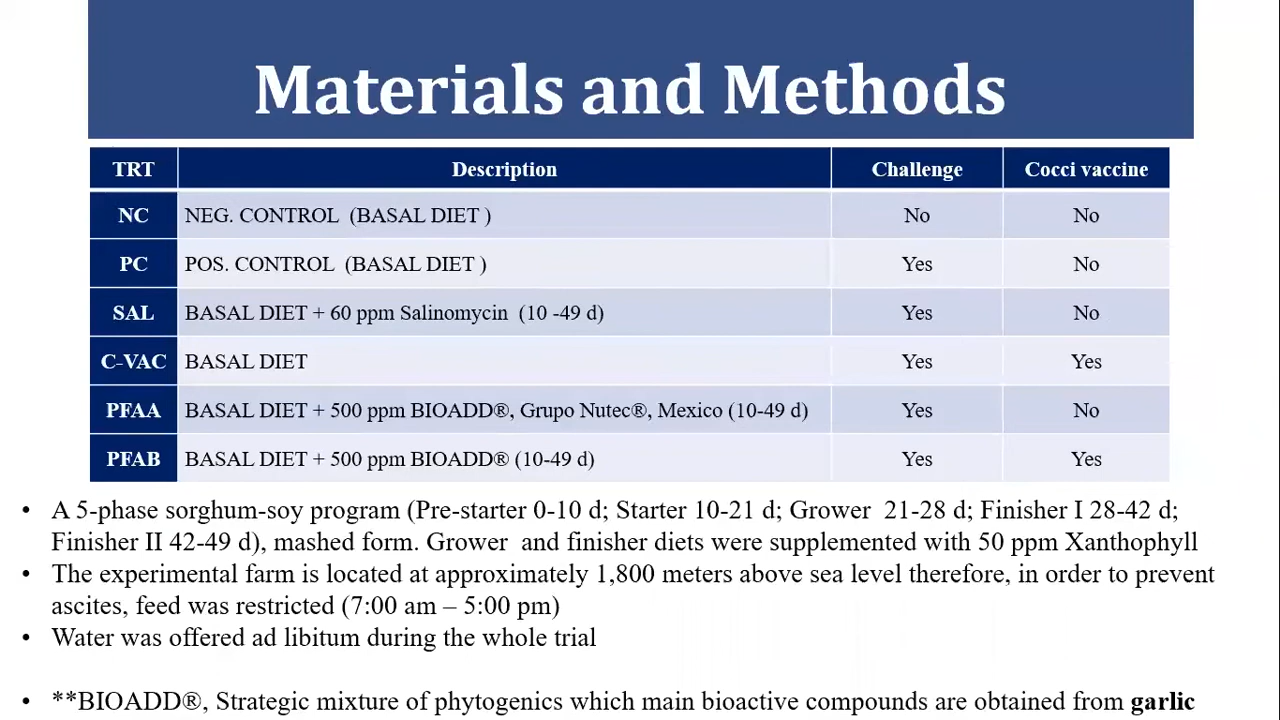 Materials and Methods
TRT Description Challenge Cocci vaccine
NC NEG. CONTROL (BASAL DIET ) No No
PC POS. CONTROL (BASAL DIET ) Yes No
SAL BASAL DIET + 60 ppm Salinomycin (10 -49 d) Yes No
C-VAC BASAL DIET Yes Yes
PFAA BASAL DIET + 500 ppm BIOADD®, Grupo Nutec®, Mexico (10-49 d) Yes No
PFAB BASAL DIET + 500 ppm BIOADD® (10-49 d) Yes Yes
• A 5-phase sorghum-soy program (Pre-starter 0-10 d; Starter 10-21 d; Grower 21-28 d; Finisher I 28-42 d;
Finisher II 42-49 d), mashed form. Grower and finisher diets were supplemented with 50 ppm Xanthophyll
• The experimental farm is located at approximately 1,800 meters above sea level therefore, in order to prevent
ascites, feed was restricted (7:00 am – 5:00 pm)
• Water was offered ad libitum during the whole trial
• **BIOADD®, Strategic mixture of phytogenics which main bioactive compounds are obtained from garlic